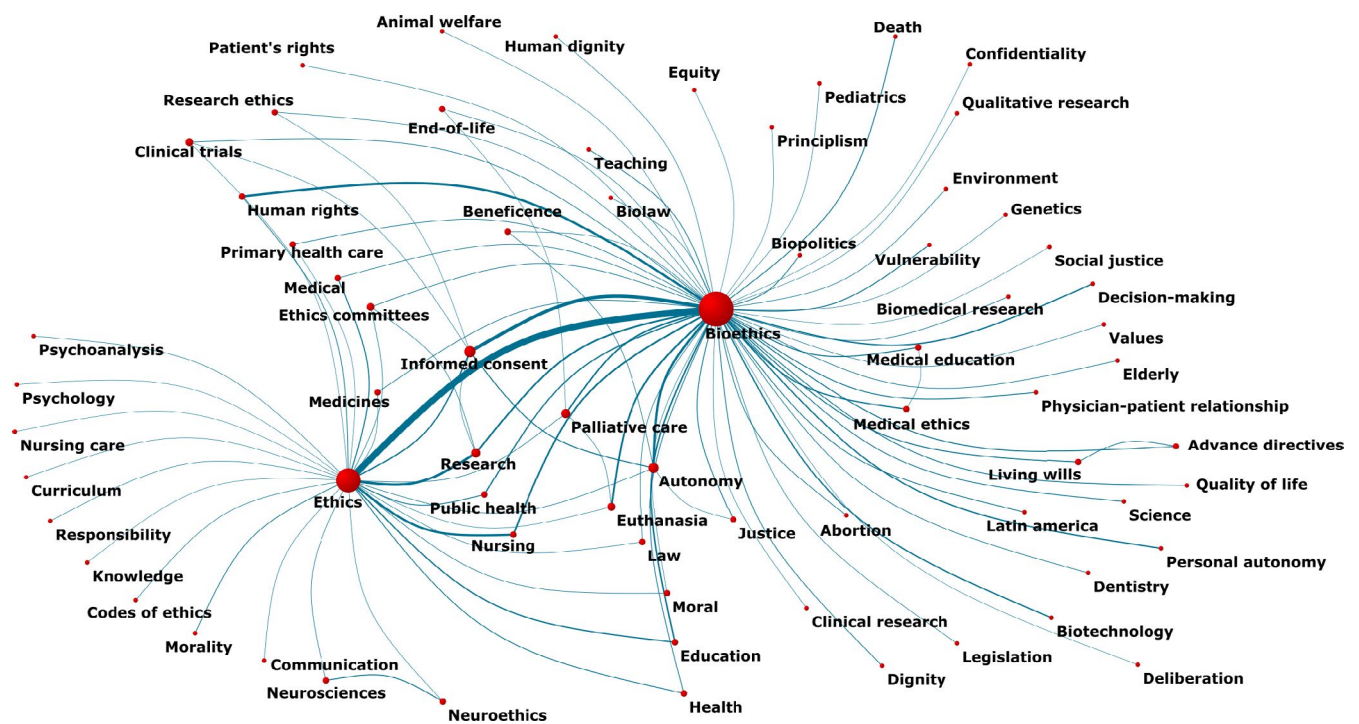 Animal welfare
Death
Human dignity
Patient's rights
Confidentiality
Equity
Pediatrics
Research ethics
Qualitative research
End-of-life
Principlism
Clinical trials
Teaching
Environment
Human rights
Beneficence
Biolaw
Genetics
Biopolitics
Primary health care
Vulnerability
Social justice
Medical
Decision-making
Biomedical research
Ethics committees
Bioethics
Values
Psychoanalysis
Informed consent
Medical education
Elderly
Psychology
Medicines
Physician-patient relationship
Medical ethics
Palliative care
Nursing care
Advance directives
Research
Living wills
Autonomy
Quality of life
Curriculum
Ethics
Public health
Euthanasia
Science
Latin america
Justice
Abortion
Responsibility
Nursing
Law
Personal autonomy
Knowledge
Dentistry
Moral
Codes of ethics
Clinical research
Biotechnology
Morality
Education
Legislation
Communication
Dignity
Deliberation
Neurosciences
Health
Neuroethics